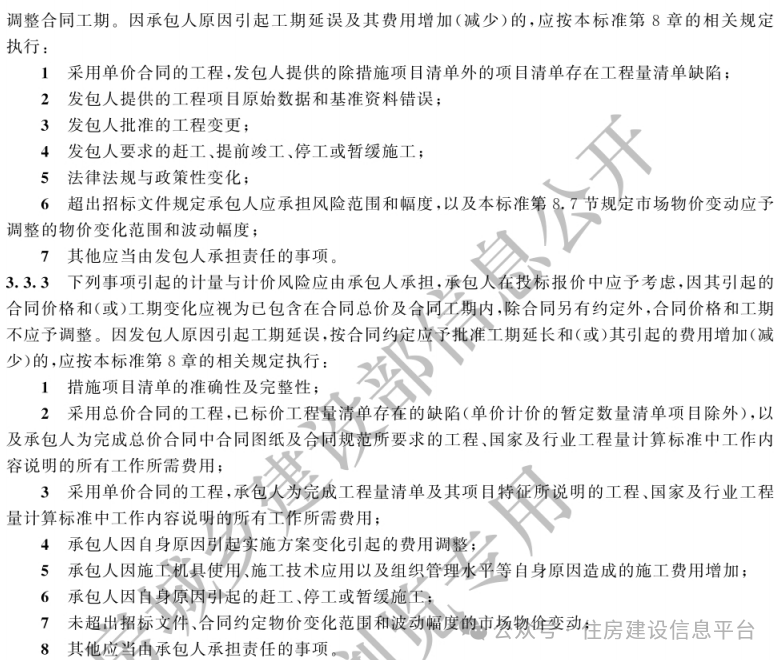 调整合同工期。因承包人原因引起工期延误及其费用增加(减少)的,应按本标准第 8 章的相关规定
执行:
1 采用单价合同的工程,发包人提供的除措施项目清单外的项目清单存在工程量清单缺陷;
2 发包人提供的工程项目原始数据和基准资料错误;
3 发包人批准的工程变更;
4 发包人要求的赶工、提前竣工、停工或暂缓施工;
5 法律法规与政策性变化;
6 超出招标文件规定承包人应承担风险范围和幅度,以及本标准第 8.7 节规定市场物价变动应予
调整的物价变化范围和波动幅度;
7 其他应当由发包人承担责任的事项。
3.3.3 下列事项引起的计量与计价风险应由承包人承担,承包人在投标报价中应予考虑,因其引起的
合同价格和(或)工期变化应视为已包含在合同总价及合同工期内,除合同另有约定外,合同价格和工期
不应予调整。因发包人原因引起工期延误,按合同约定应予批准工期延长和(或)其引起的费用增加(减
少)的,应按本标准第 8 章的相关规定执行:
1 措施项目清单的准确性及完整性;
2 采用总价合同的工程,已标价工程量清单存在的缺陷(单价计价的暂定数量清单项目除外),以
及承包人为完成总价合同中合同图纸及合同规范所要求的工程、国家及行业工程量计算标准中工作内
容说明的所有工作所需费用;
3 采用单价合同的工程,承包人为完成工程量清单及其项目特征所说明的工程、国家及行业工程
量计算标准中工作内容说明的所有工作所需费用;
4 承包人因自身原因引起实施方案变化引起的费用调整;
5 承包人因施工机具使用、施工技术应用以及组织管理水平等自身原因造成的施工费用增加;
6 承包人因自身原因引起的赶工、停工或暂缓施工;
7 未超出招标文件、合同约定物价变化范围和波动幅度的市场物价变动;
8 其他应当由承包人承担责任的事项。
房城乡建设部信息公开
浏览专用
公众号 住房建设信息平台